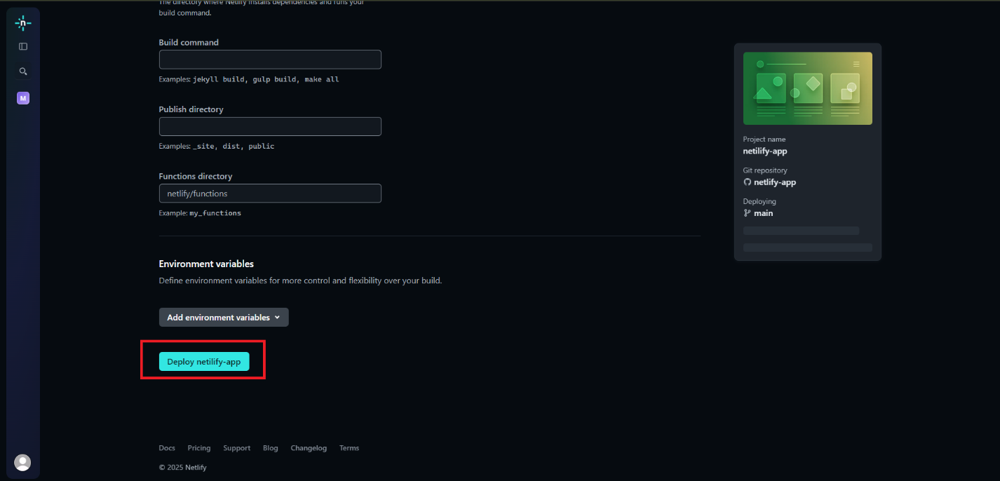 The directory where Netlify installs dependencies and runs your
build command.
Build command
Examples: jekyll build, gulp build, make all
Publish directory
Examples: _site, dist, public
Functions directory
netlify/functions
Example: my_functions
Environment variables
Define environment variables for more control and flexibility over your build.
Add environment variables
Deploy netilify-app
Docs Pricing Support Blog Changelog Terms
© 2025 Netlify
n
M
Project name
netilify-app
Git repository
netlify-app
Deploying
main